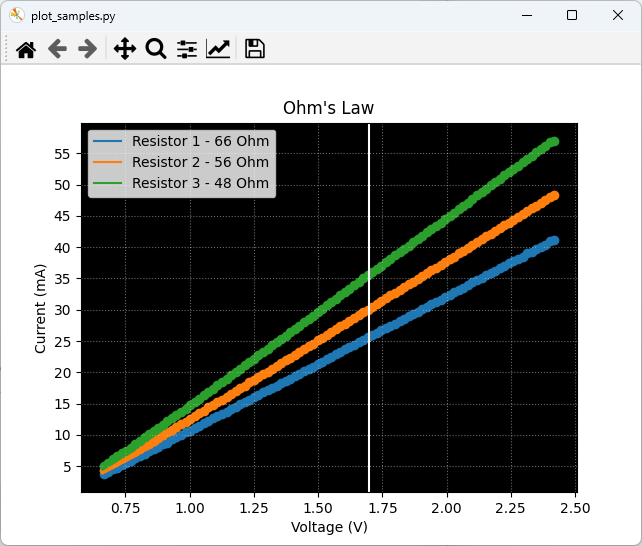 plot_samples.py
Ohm's Law
Resistor 1 - 66 Ohm
Resistor 2 - 56 Ohm
Resistor 3 - 48 Ohm
55
50
45
40
35
30
25
20
15
10
5
Current (mA)
0.75 1.00 1.25 1.50 1.75 2.00 2.25 2.50
Voltage (V)